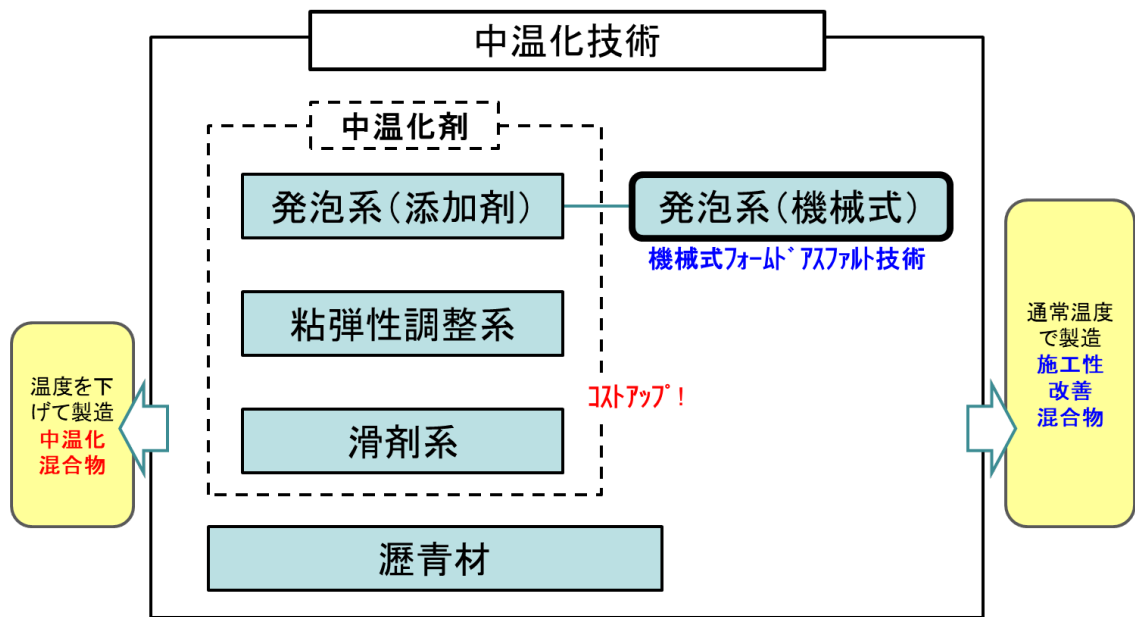 中温化技術
中温化剤
発泡系(添加剤)
発泡系(機械式)
機械式ﾌｫｰﾑﾄﾞｱｽﾌｧﾙﾄ技術
粘弾性調整系
ｺｽﾄｱｯﾌﾟ!
滑剤系
瀝青材
温度を下
げて製造
中温化
混合物
通常温度
で製造
施工性
改善
混合物